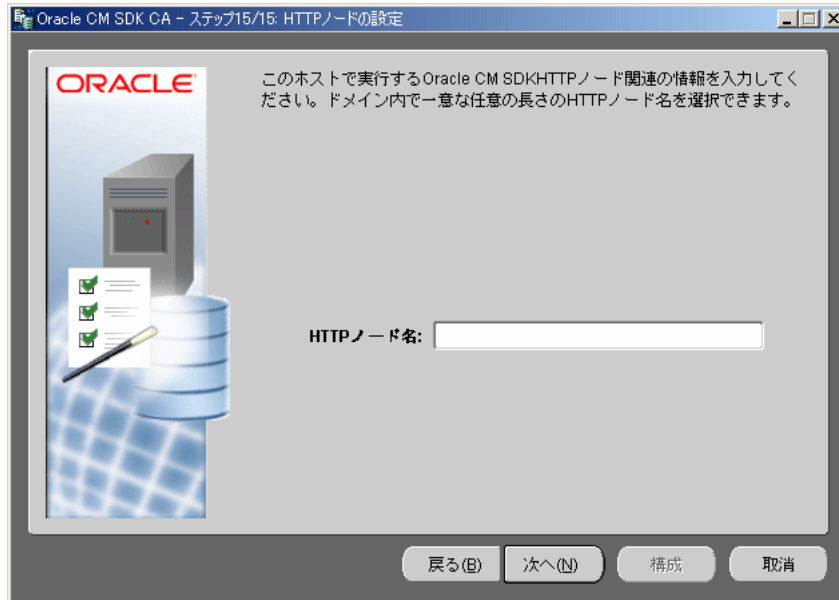 Oracle CM SDK CA - ステップ15/15: HTTPノードの設定
ORACLE
このホストで実行するOracle CM SDKHTTPノード関連の情報を入力してく
ださい。ドメイン内で一意な任意の長さのHTTPノード名を選択できます。
HTTPノード名:
戻る(B) 次へ(N) 構成 取消